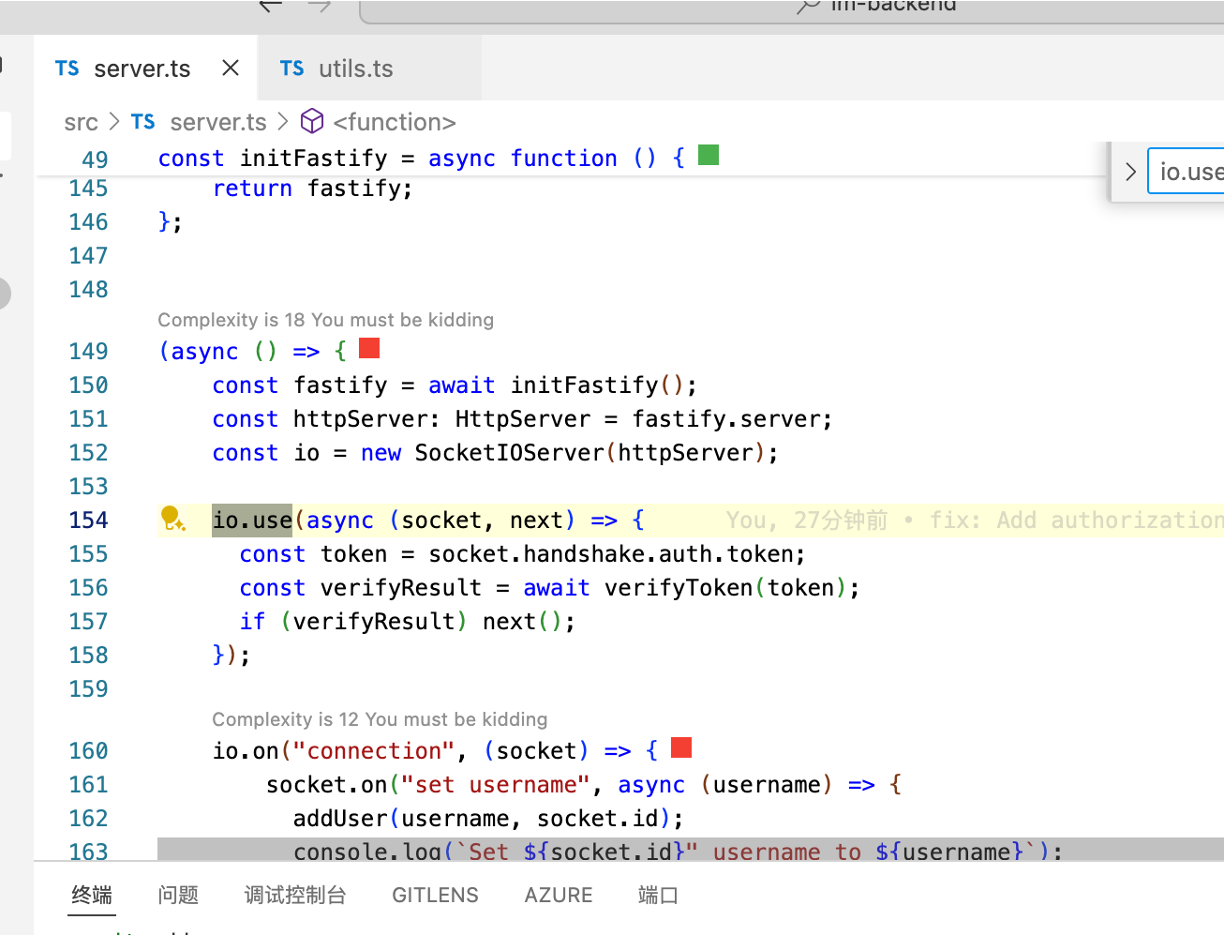 im-backend
TS server.ts
TS utils.ts
src > TS server.ts > <function>
49 const initFastify = async function () {
io.use
145 return fastify;
146 };
147
148
Complexity is 18 You must be kidding
149 (async () => {
150 const fastify = await initFastify();
151 const httpServer: HttpServer = fastify.server;
152 const io = new SocketIOServer(httpServer);
153
154 io.use(async (socket, next) => { You, 27分钟前 • fix: Add authorization
155 const token = socket.handshake.auth.token;
156 const verifyResult = await verifyToken(token);
157 if (verifyResult) next();
158 });
159
Complexity is 12 You must be kidding
160 io.on("connection", (socket) => {
161 socket.on("set username", async (username) => {
162 addUser(username, socket.id);
163 console.log(`Set ${socket.id}" username to ${username}`);
终端 问题 调试控制台 GITLENS AZURE 端口